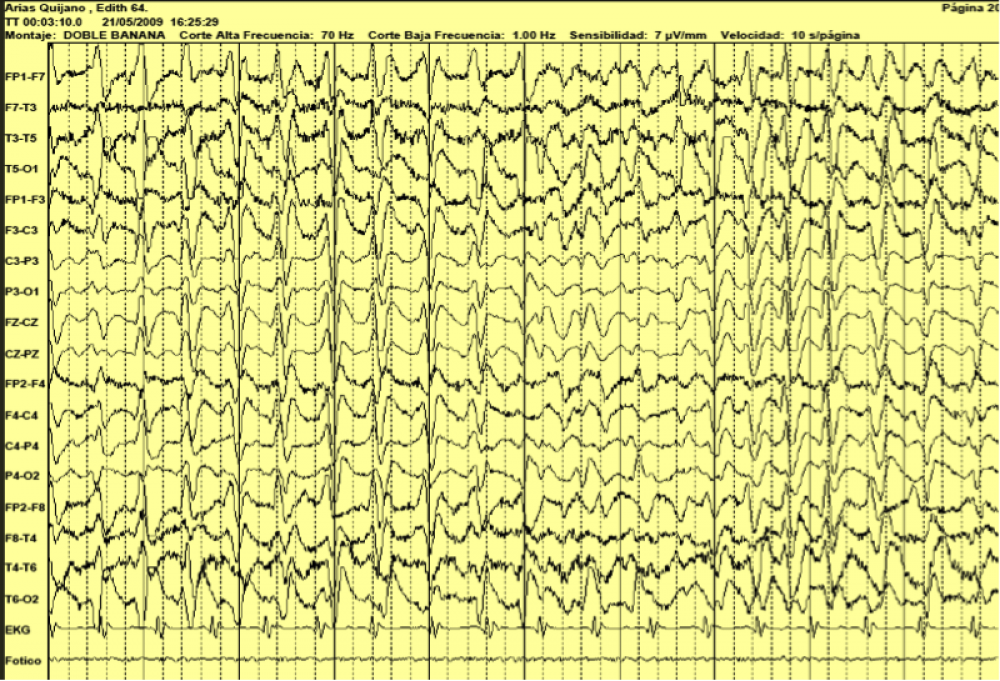 Arias Quijano , Edith 64.
Página 20
TT 00:03:10.0 21/05/2009 16:25:29
Montaje: DOBLE BANANA Corte Alta Frecuencia: 70 Hz Corte Baja Frecuencia: 1.00 Hz Sensibilidad: 7 µV/mm Velocidad: 10 s/página
FP1-F7
F7-T3
T3-T5
T5-O1
FP1-F3
F3-C3
C3-P3
P3-O1
FZ-CZ
CZ-PZ
FP2-F4
F4-C4
C4-P4
P4-O2
FP2-F8
F8-T4
T4-T6
T6-O2
EKG
Fotico